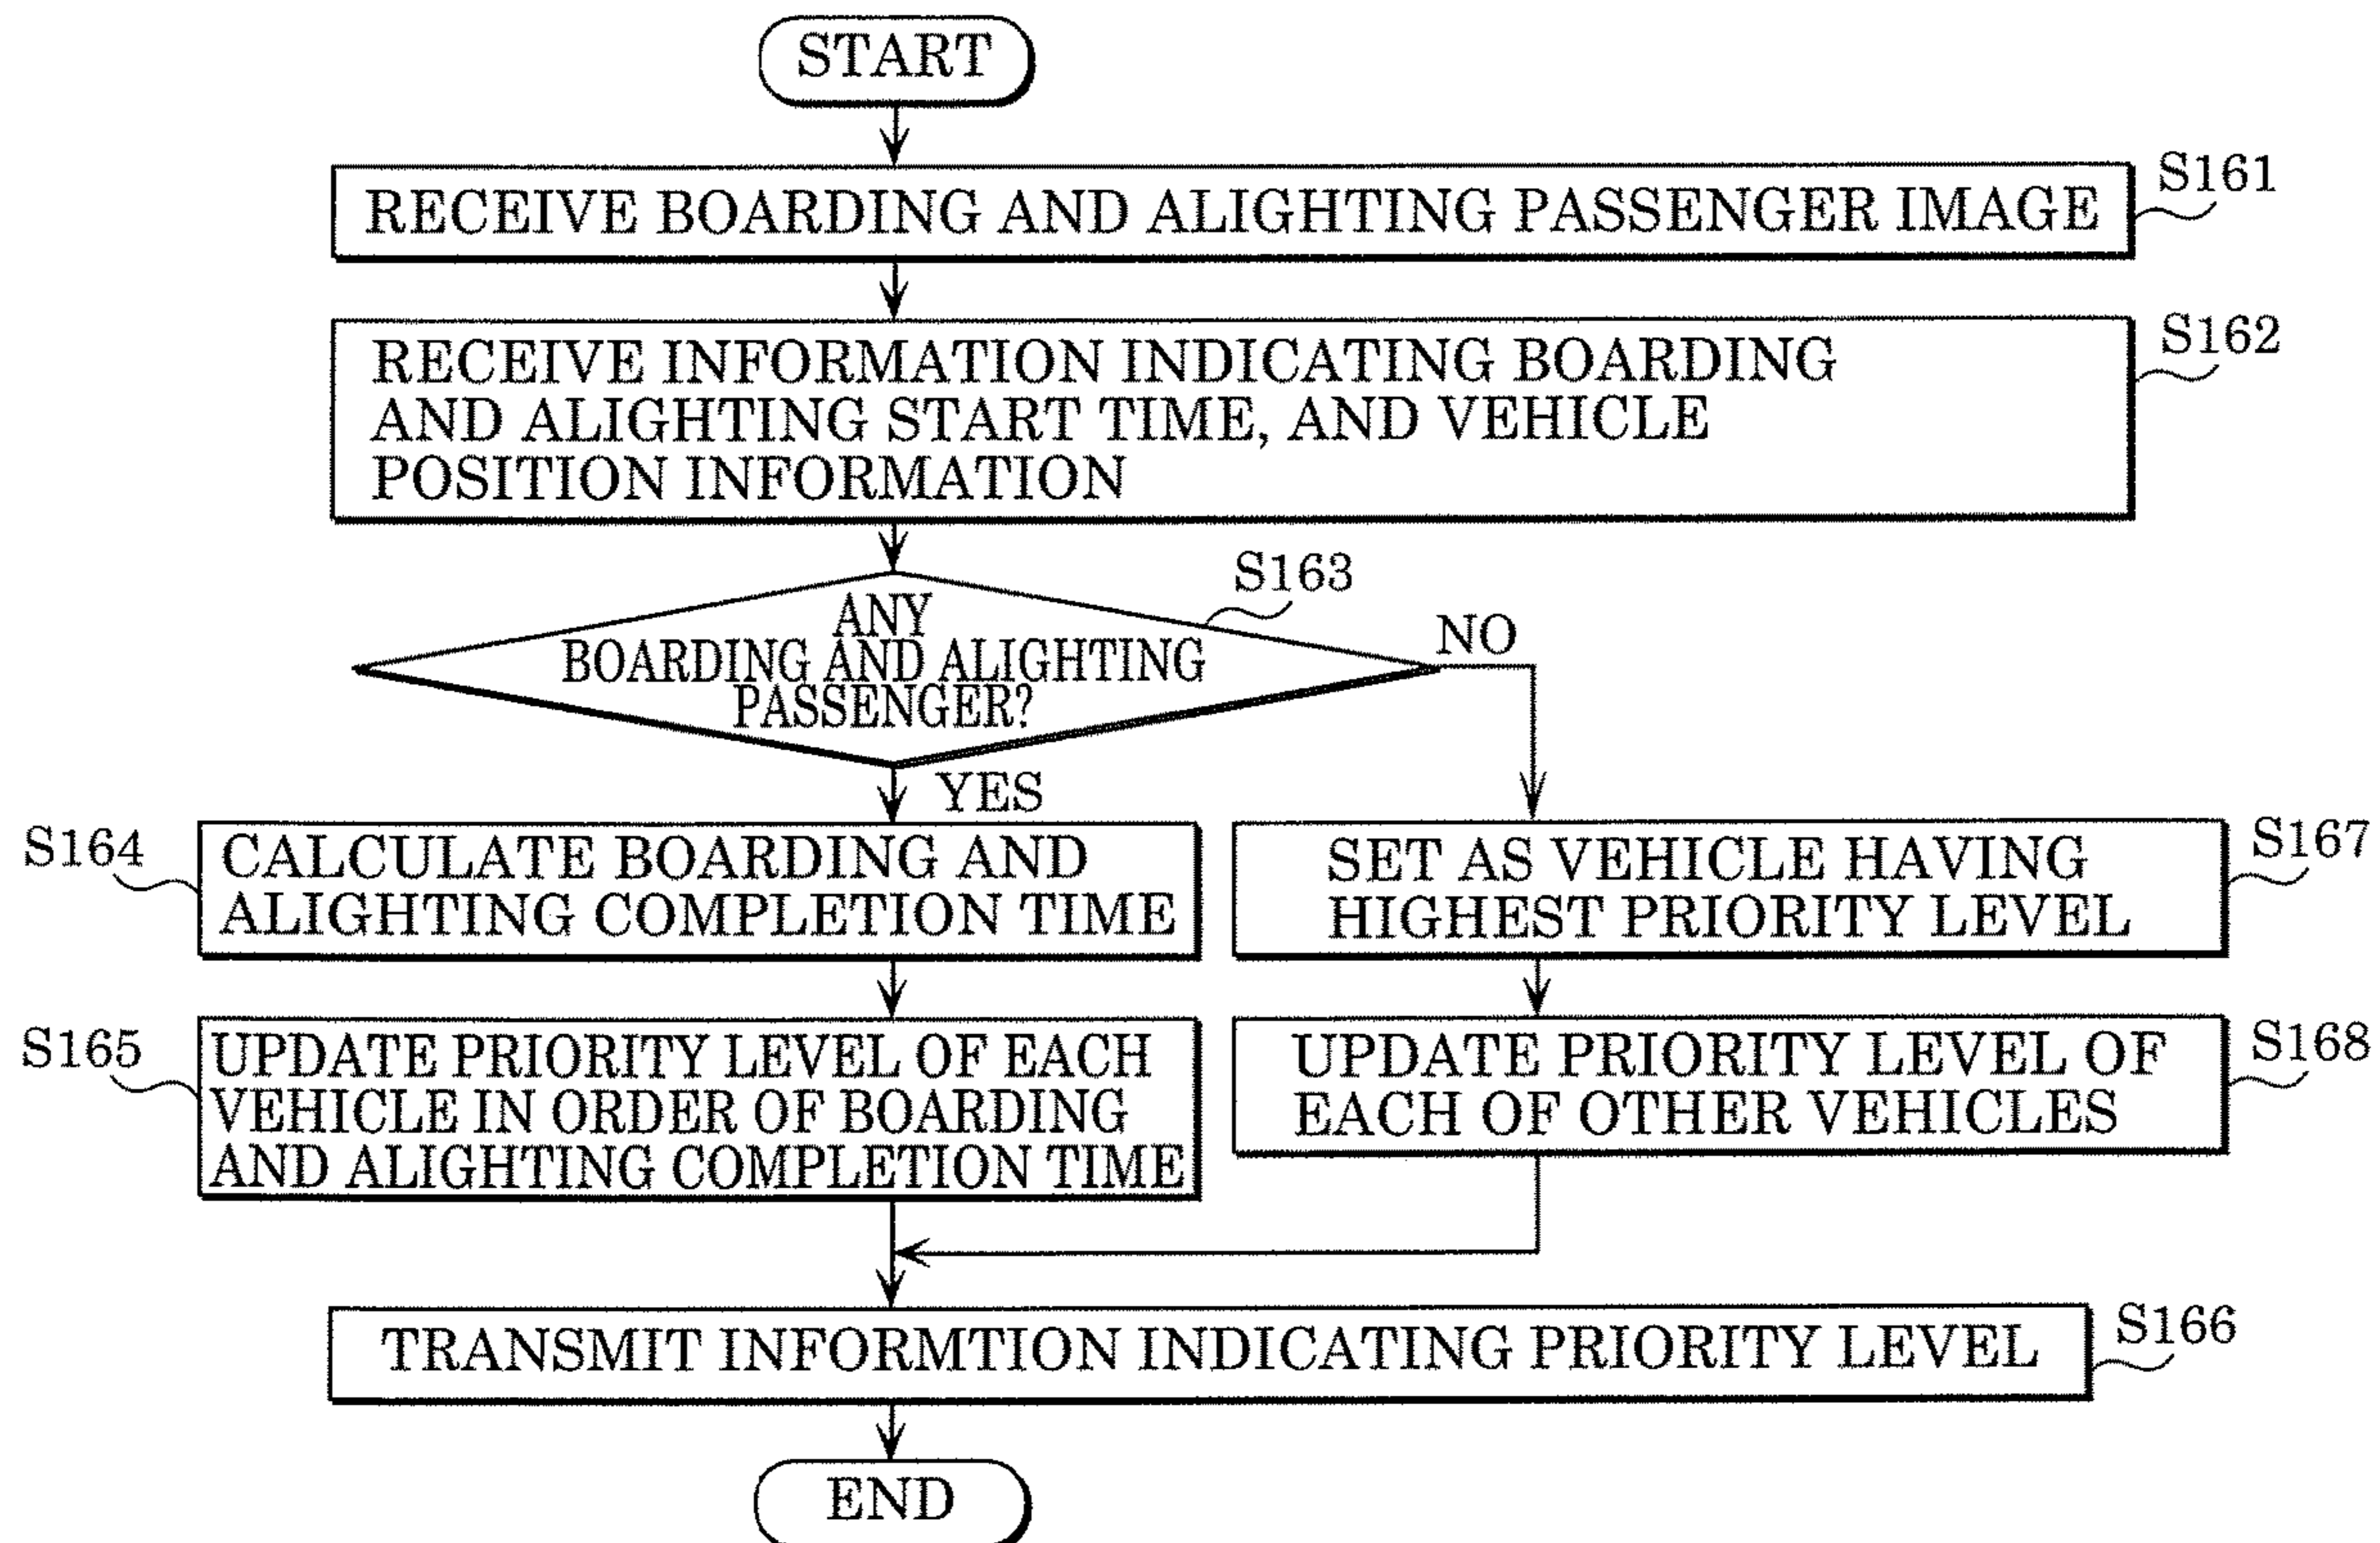 START
RECEIVE BOARDING AND ALIGHTING PASSENGER IMAGE
S161
RECEIVE INFORMATION INDICATING BOARDING
AND ALIGHTING START TIME, AND VEHICLE
POSITION INFORMATION
S162
ANY
BOARDING AND ALIGHTING
PASSENGER?
S163
NO
YES
S164
CALCULATE BOARDING AND
ALIGHTING COMPLETION TIME
SET AS VEHICLE HAVING
HIGHEST PRIORITY LEVEL
S167
S165
UPDATE PRIORITY LEVEL OF EACH
VEHICLE IN ORDER OF BOARDING
AND ALIGHTING COMPLETION TIME
UPDATE PRIORITY LEVEL OF
EACH OF OTHER VEHICLES
S168
TRANSMIT INFORMTION INDICATING PRIORITY LEVEL
S166
END